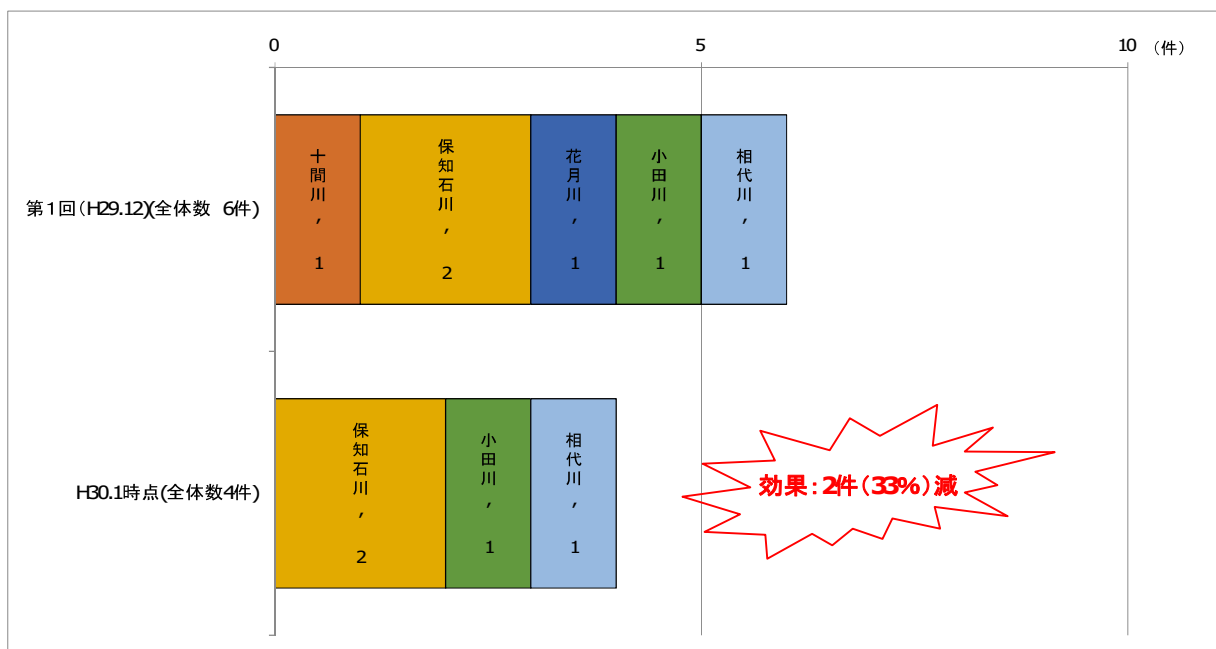 0
5
10
（件）
第１回（H29.12)(全体数　6件)
十間川, 1
保知石川, 2
花月川, 1
小田川, 1
相代川, 1
H30.1時点(全体数4件)
保知石川, 2
小田川, 1
相代川, 1
効果：2件（33%）減